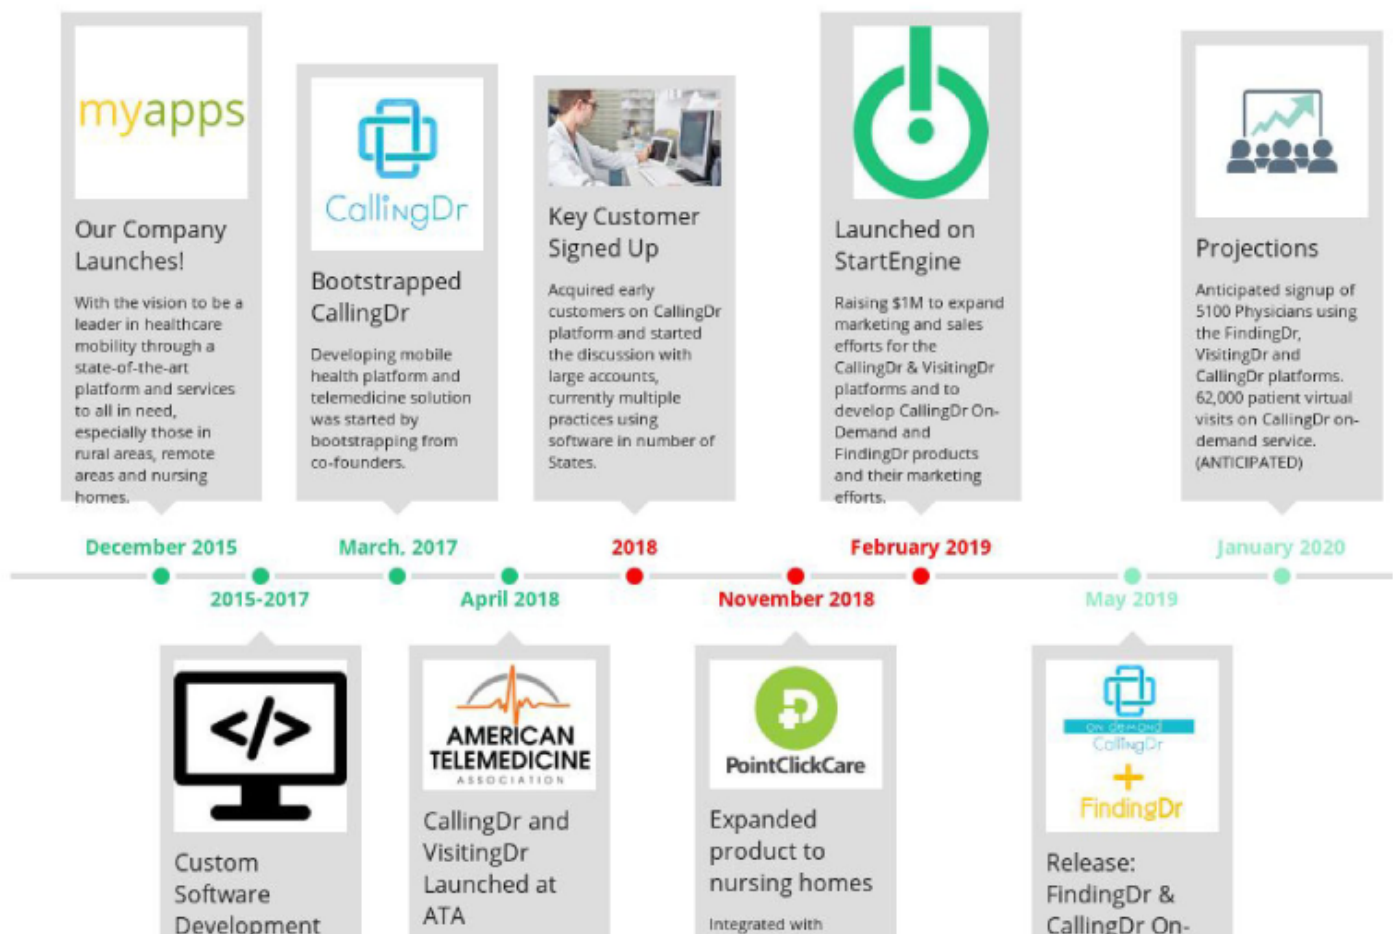 myapps
Our Company
Launches!
With the vision to be a
leader in healthcare
mobility through a
state-of-the-art
platform and services
to all in need,
especially those in
rural areas, remote
areas and nursing
homes.
CallingDr
Bootstrapped
CallingDr
Developing mobile
health platform and
telemedicine solution
was started by
bootstrapping from
co-founders.
Key Customer
Signed Up
Acquired early
customers on CallingDr
platform and started
the discussion with
large accounts,
currently multiple
practices using
software in number of
States.
Launched on
StartEngine
Raising $1M to expand
marketing and sales
efforts for the
CallingDr & VisitingDr
platforms and to
develop CallingDr On-
Demand and
FindingDr products
and their marketing
efforts.
Projections
Anticipated signup of
5100 Physicians using
the FindingDr,
VisitingDr and
CallingDr platforms.
62,000 patient virtual
visits on CallingDr on-
demand service.
(ANTICIPATED)
December 2015
March, 2017
2018
February 2019
January 2020
2015-2017
April 2018
November 2018
May 2019
</>
Custom
Software
Development
AMERICAN
TELEMEDICINE
ASSOCIATION
CallingDr and
VisitingDr
Launched at
ATA
PointClickCare
Expanded
product to
nursing homes
Integrated with
ON DEMAND
CallingDr
+
FindingDr
Release:
FindingDr &
CallingDr On-